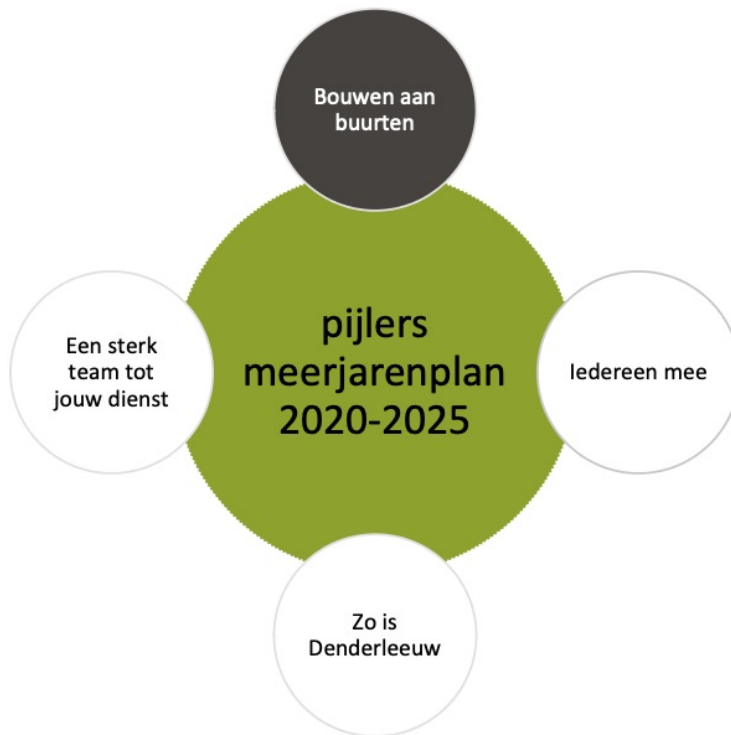 Bouwen aan
buurten
pijlers
meerjarenplan
2020-2025
Een sterk
team tot
jouw dienst
Iedereen mee
Zo is
Denderleeuw